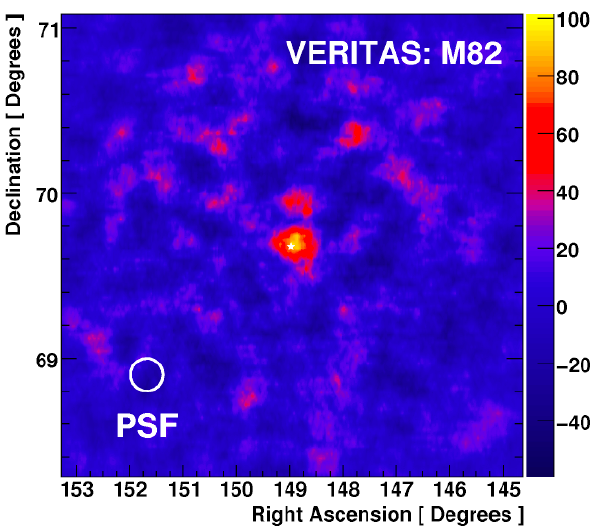 VERITAS: M82
PSF
Declination [ Degrees ]
71
70
69
153 152 151 150 149 148 147 146 145
Right Ascension [ Degrees ]
100
80
60
40
20
0
−20
−40